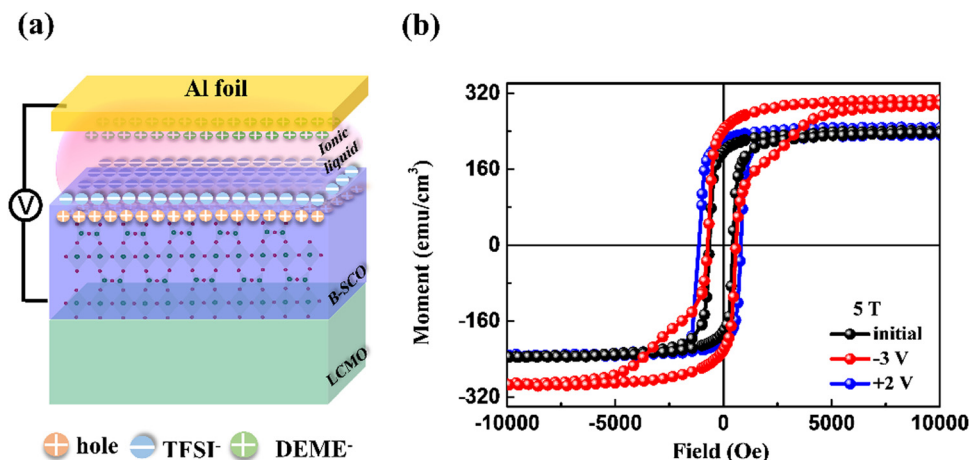 (a)
Al foil
Ionic
liquid
V
B-SCO
LCMO
hole TFSI- DEME-
(b)
Moment (emu/cm³)
320
160
0
-160
-320
5 T
initial
-3 V
+2 V
-10000 -5000 0 5000 10000
Field (Oe)